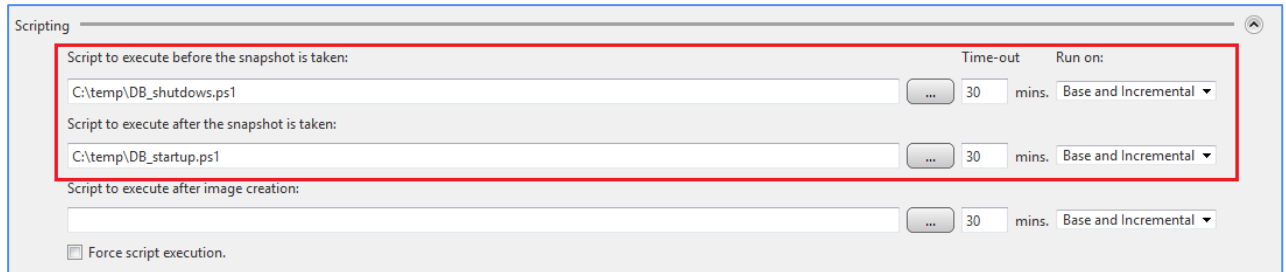 Scripting
Script to execute before the snapshot is taken: Time-out Run on:
C:\temp\DB_shutdows.ps1 ... 30 mins. Base and Incremental
Script to execute after the snapshot is taken:
C:\temp\DB_startup.ps1 ... 30 mins. Base and Incremental
Script to execute after image creation:
... 30 mins. Base and Incremental
Force script execution.